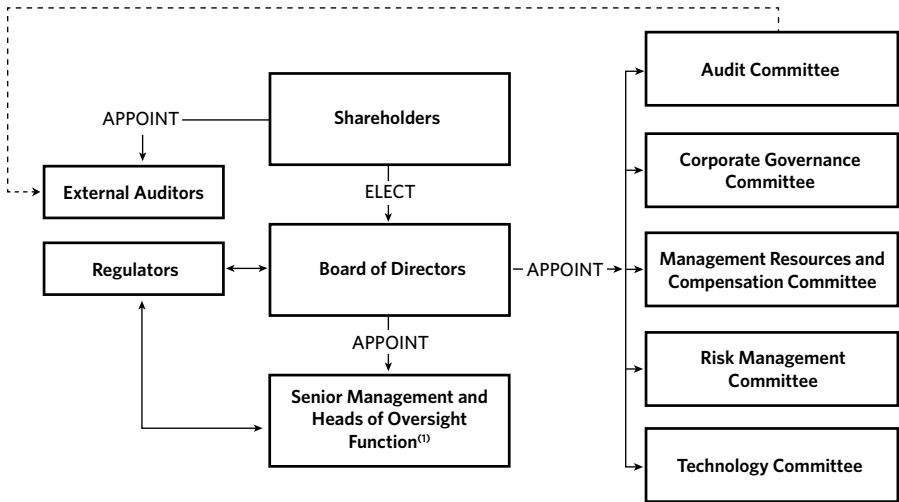 Audit Committee
Shareholders
APPOINT
Corporate Governance
Committee
External Auditors
ELECT
Regulators
Board of Directors
APPOINT
Management Resources and
Compensation Committee
APPOINT
Risk Management
Committee
Senior Management and
Heads of Oversight
Function⁽¹⁾
Technology Committee